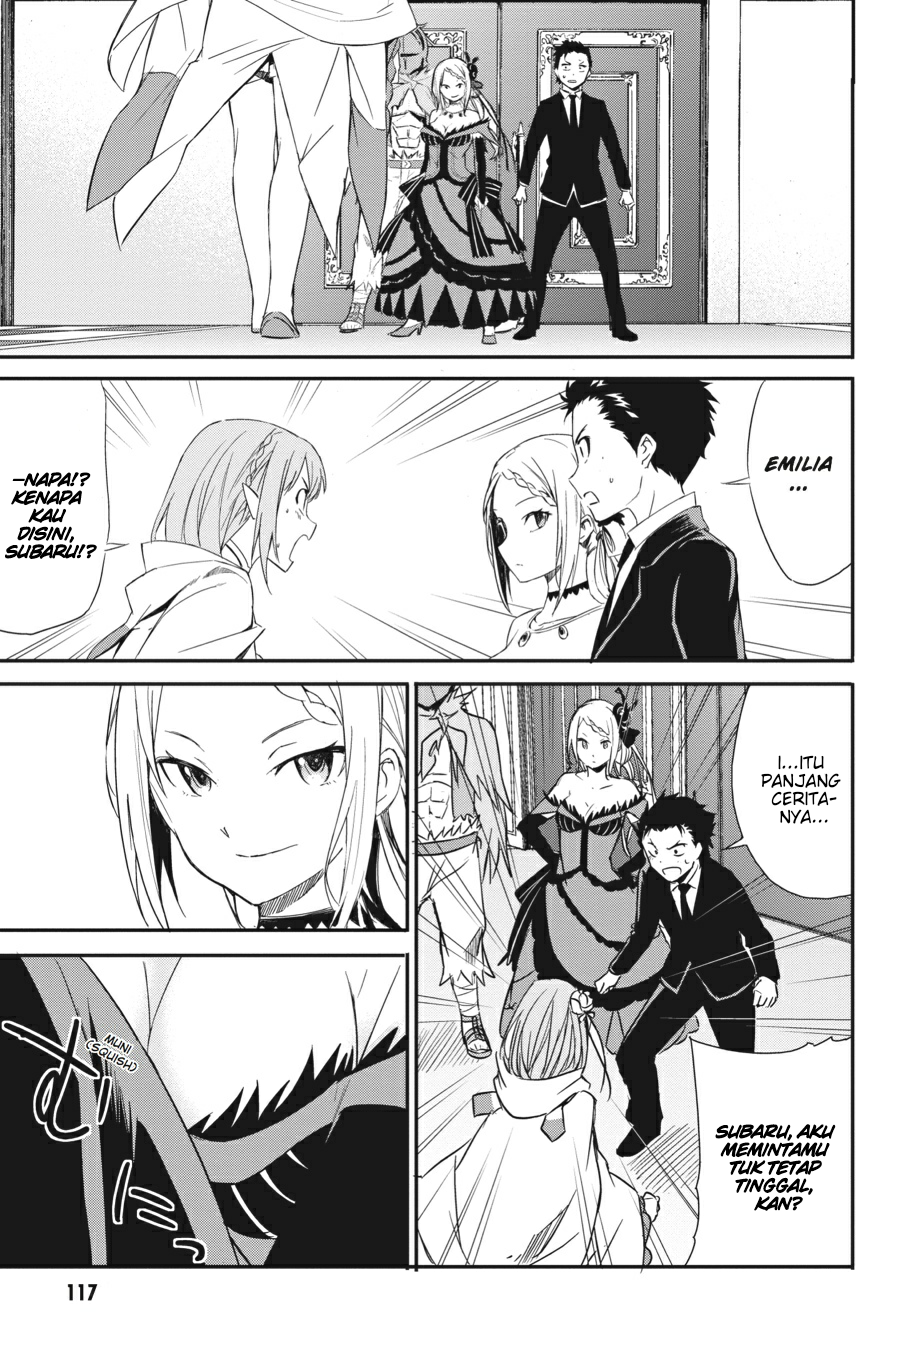 EMILIA
...
—NAPA!?
KENAPA
KAU
DISINI,
SUBARU!?
I...ITU
PANJANG
CERITA-
NYA...
SUBARU, AKU
MEMINTAMU
TUK TETAP
TINGGAL,
KAN?
むにっ
MUNI
(SQUISH)
117